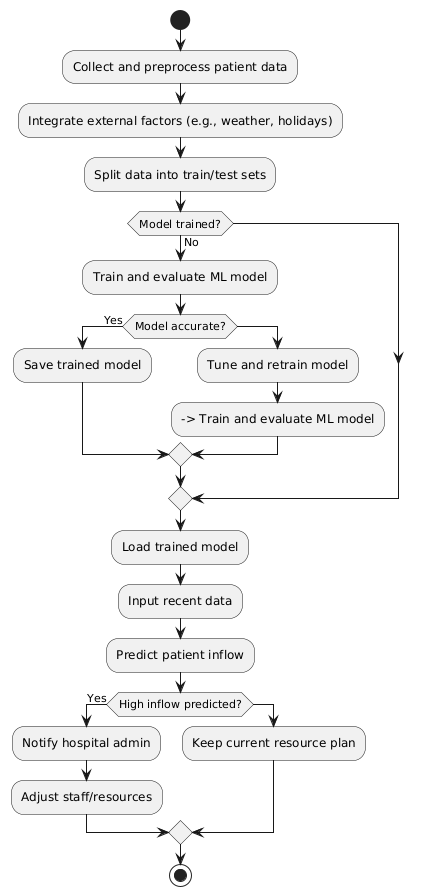 Collect and preprocess patient data
Integrate external factors (e.g., weather, holidays)
Split data into train/test sets
Model trained?
No
Train and evaluate ML model
Yes
Model accurate?
Save trained model
Tune and retrain model
-> Train and evaluate ML model
Load trained model
Input recent data
Predict patient inflow
Yes
High inflow predicted?
Notify hospital admin
Keep current resource plan
Adjust staff/resources